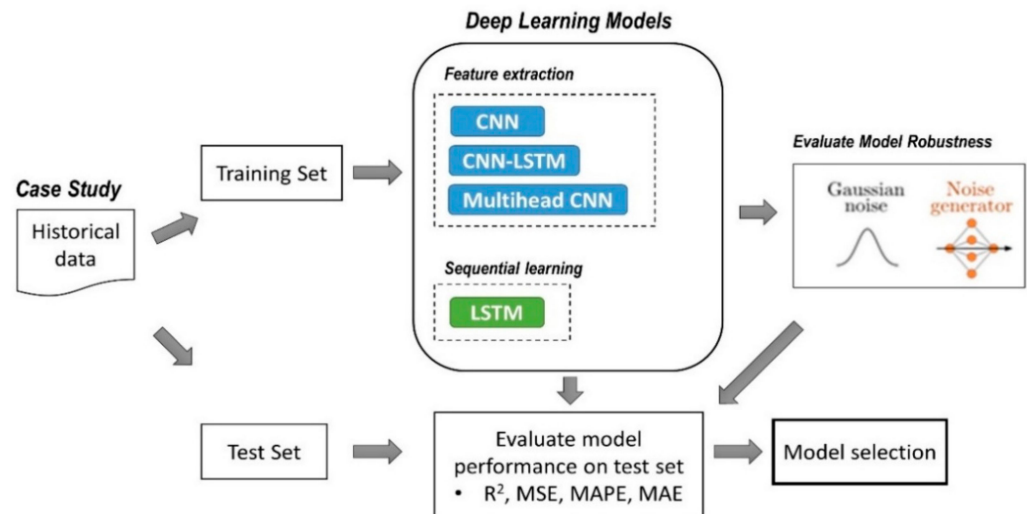 Deep Learning Models
Feature extraction
CNN
CNN-LSTM
Multihead CNN
Sequential learning
LSTM
Case Study
Historical
data
Training Set
Evaluate Model Robustness
Gaussian
noise
Noise
generator
Test Set
Evaluate model
performance on test set
• R², MSE, MAPE, MAE
Model selection